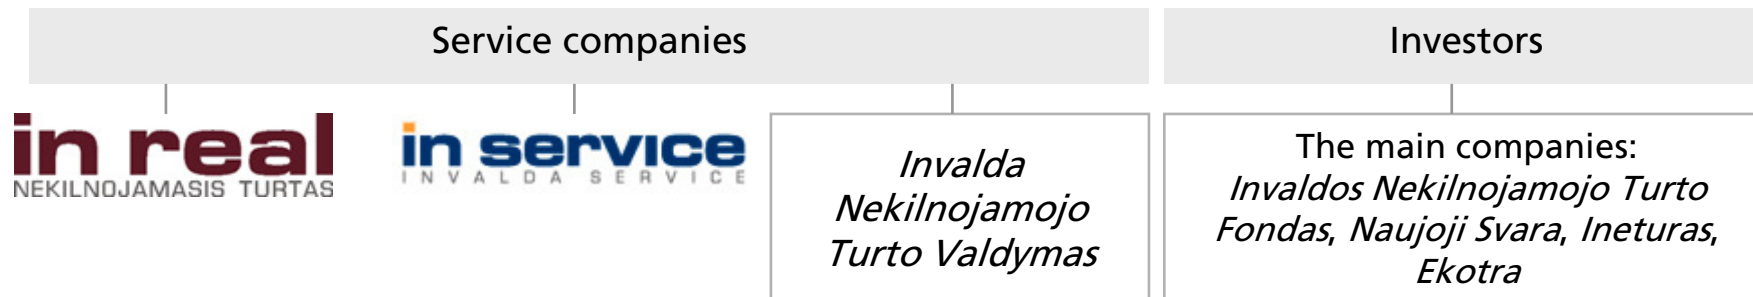 Service companies
Investors
in real
NEKILNOJAMASIS TURTAS
in service
INVALDA SERVICE
Invalda
Nekilnojamojo
Turto Valdymas
The main companies:
Invaldos Nekilnojamojo Turto
Fondas, Naujoji Svara, Ineturas,
Ekotra